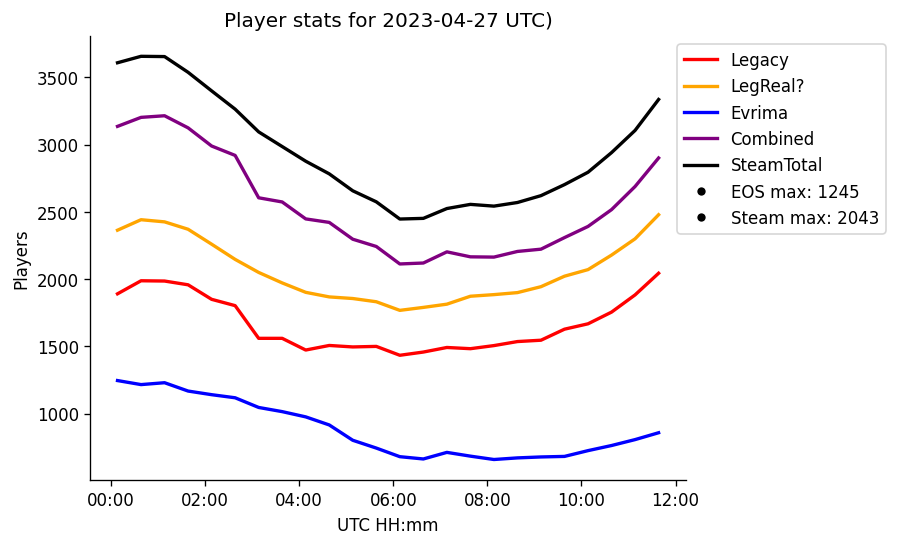 Player stats for 2023-04-27 UTC)
Legacy
LegReal?
Evrima
Combined
SteamTotal
EOS max: 1245
Steam max: 2043
Players
3500
3000
2500
2000
1500
1000
00:00 02:00 04:00 06:00 08:00 10:00 12:00
UTC HH:mm